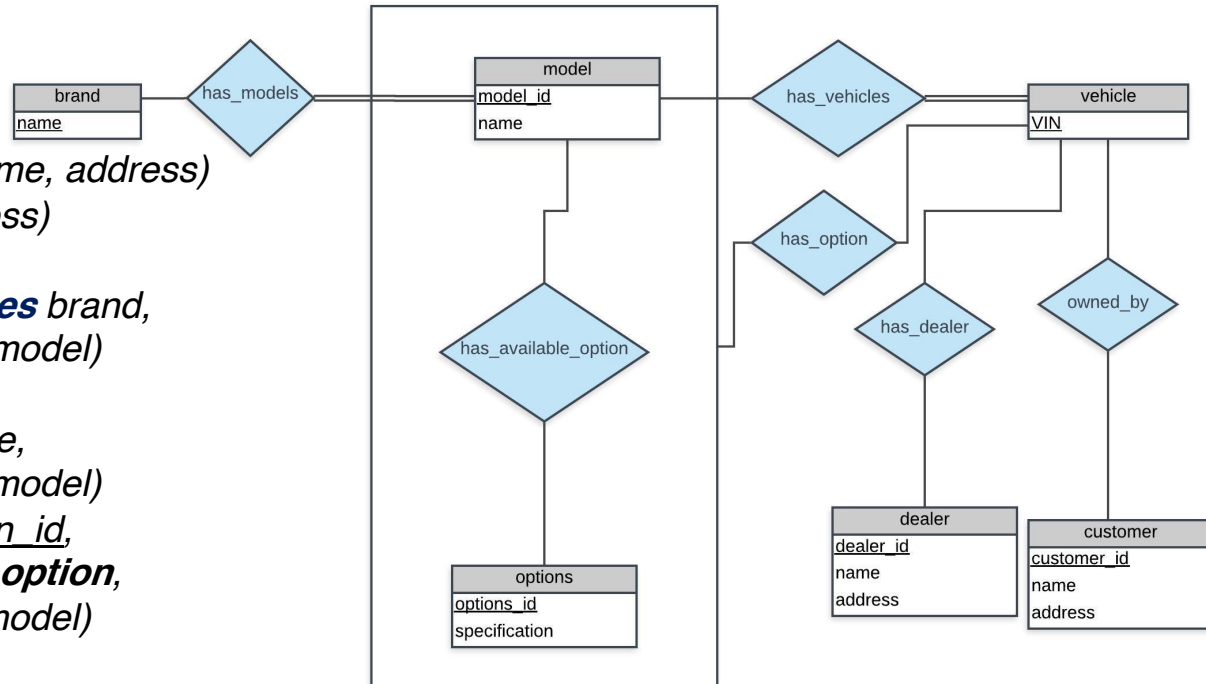 model
brand
has_models
model_id
has_vehicles
vehicle
name
name
VIN
me, address)
ss)
has_option
es brand,
owned_by
has_dealer
model)
has_available_option
e,
model)
n_id,
dealer
customer
option,
options
dealer_id
customer_id
options_id
name
name
model)
specification
address
address